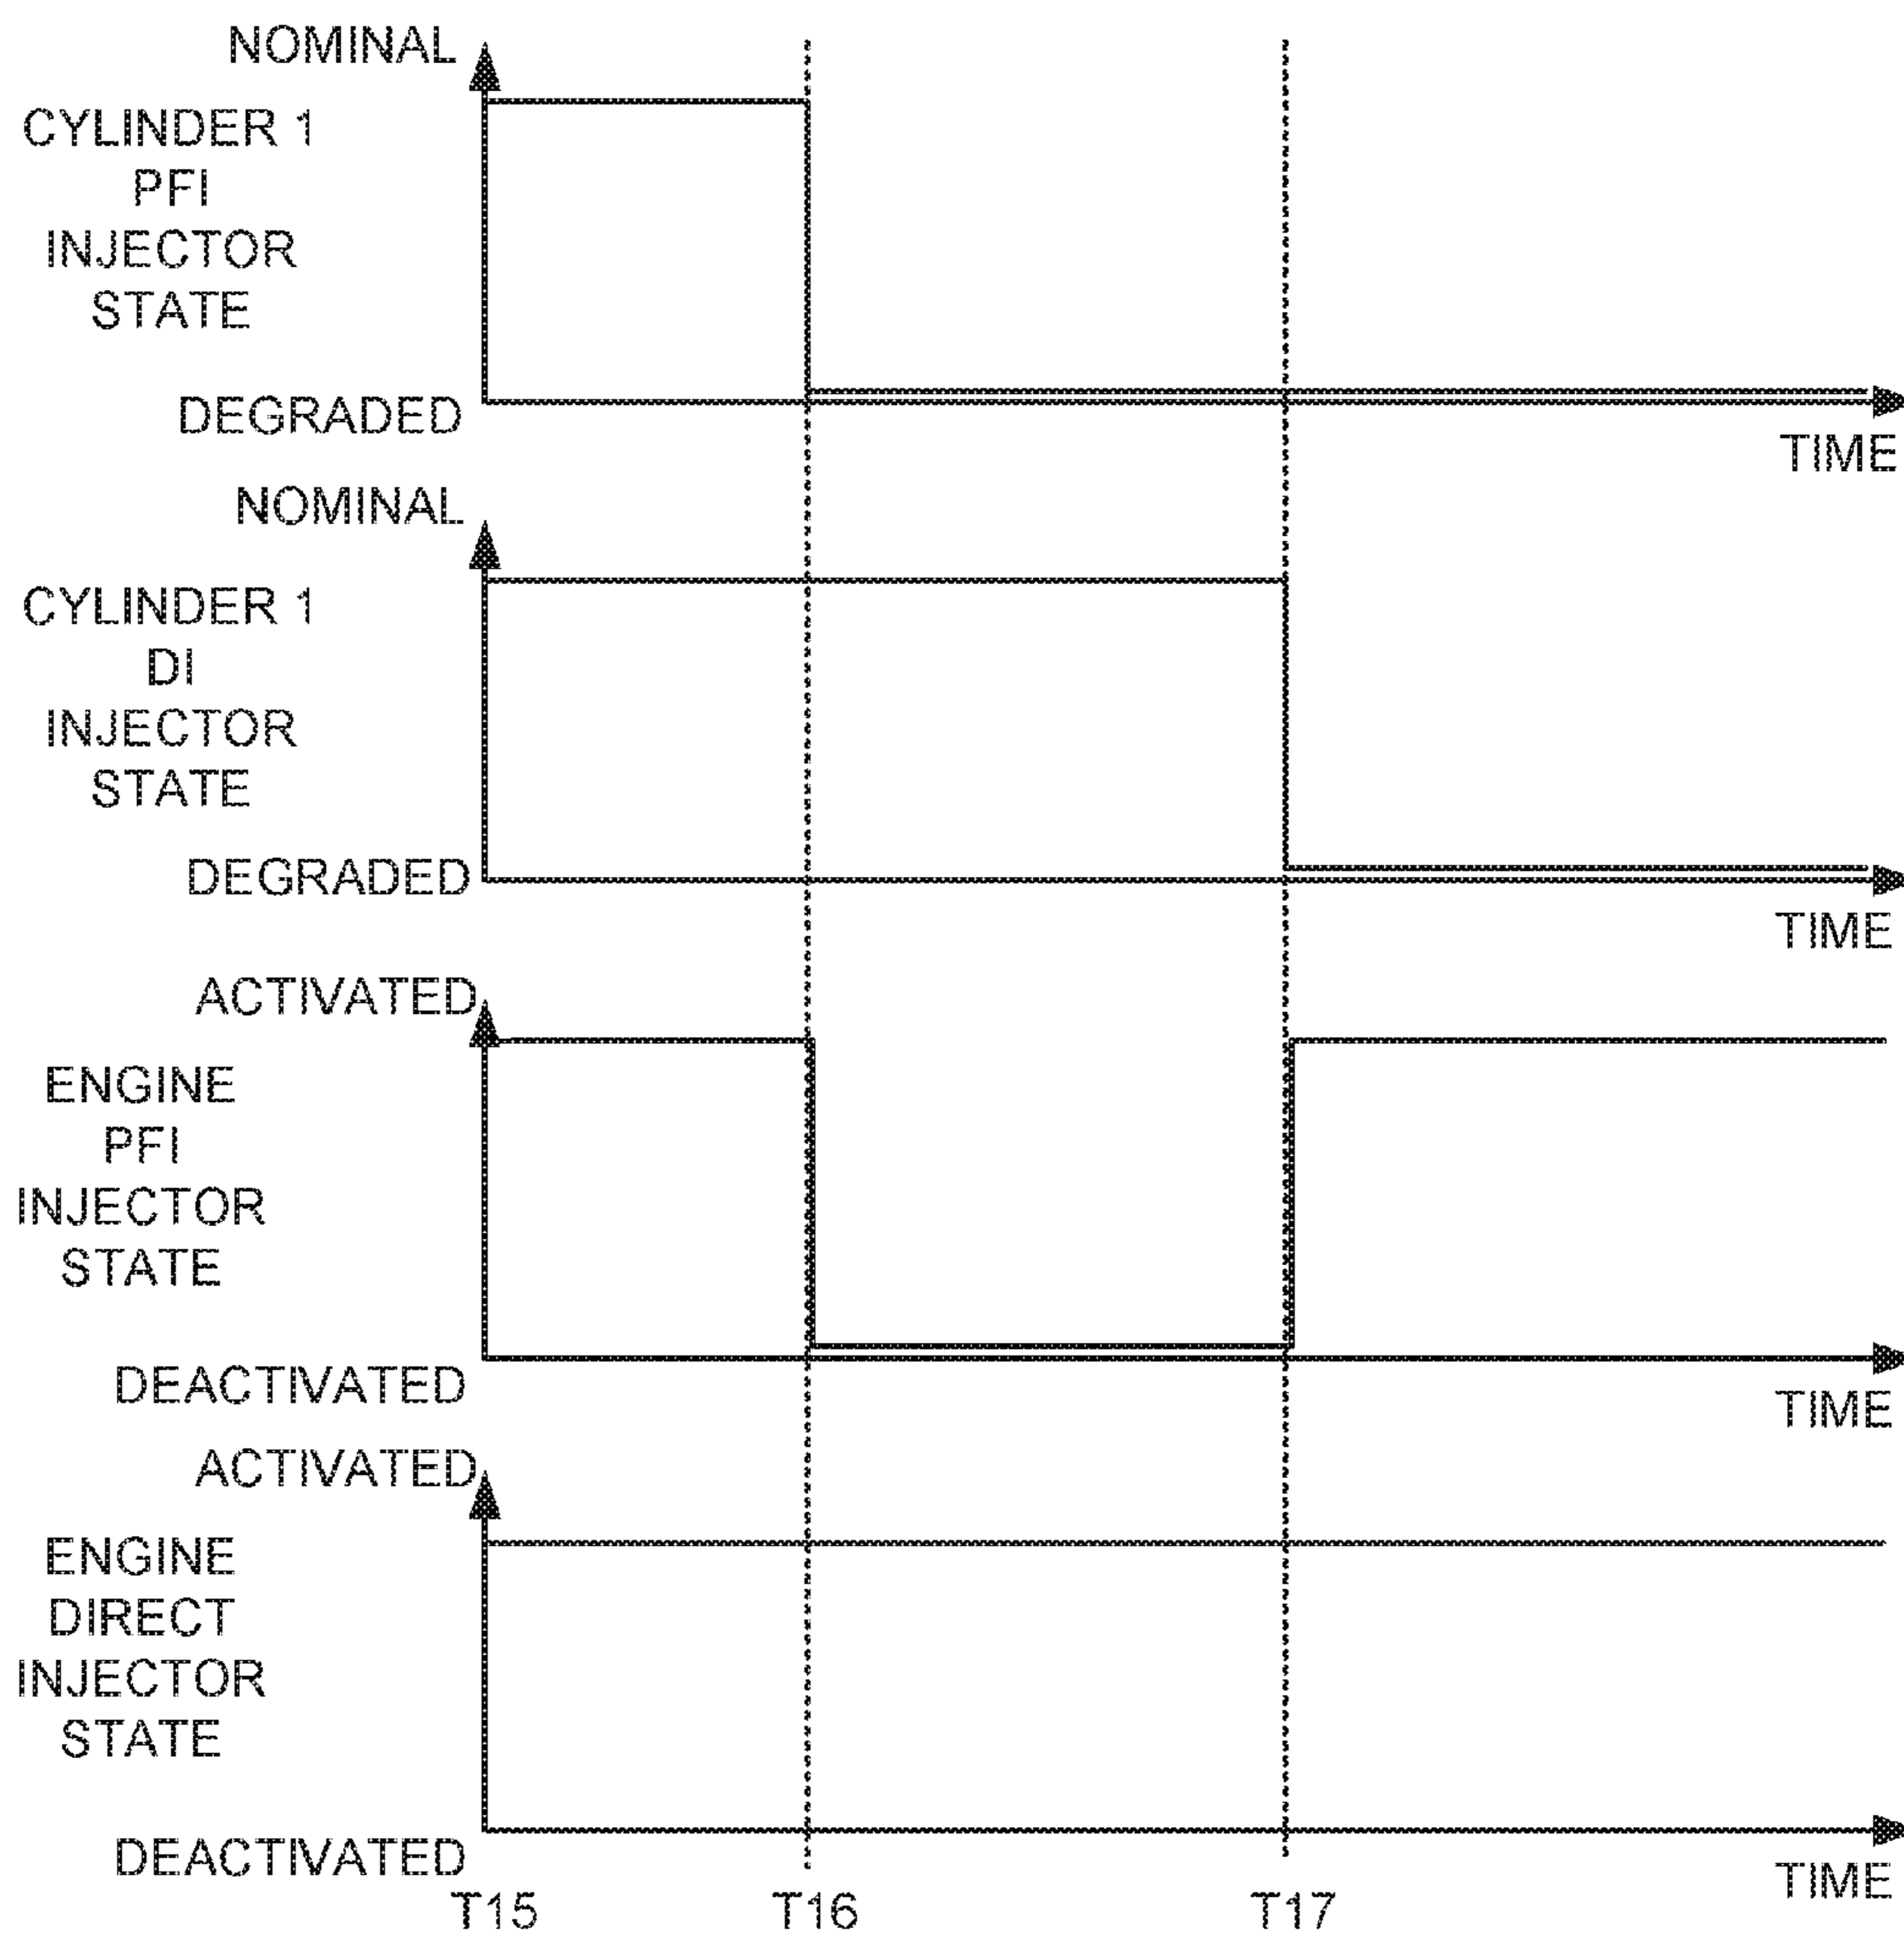 NOMINAL
CYLINDER 1
PFI
INJECTOR
STATE
DEGRADED
TIME
NOMINAL
CYLINDER 1
DI
INJECTOR
STATE
DEGRADED
TIME
ACTIVATED
ENGINE
PFI
INJECTOR
STATE
DEACTIVATED
TIME
ACTIVATED
ENGINE
DIRECT
INJECTOR
STATE
DEACTIVATED
TIME
T15 T16 T17